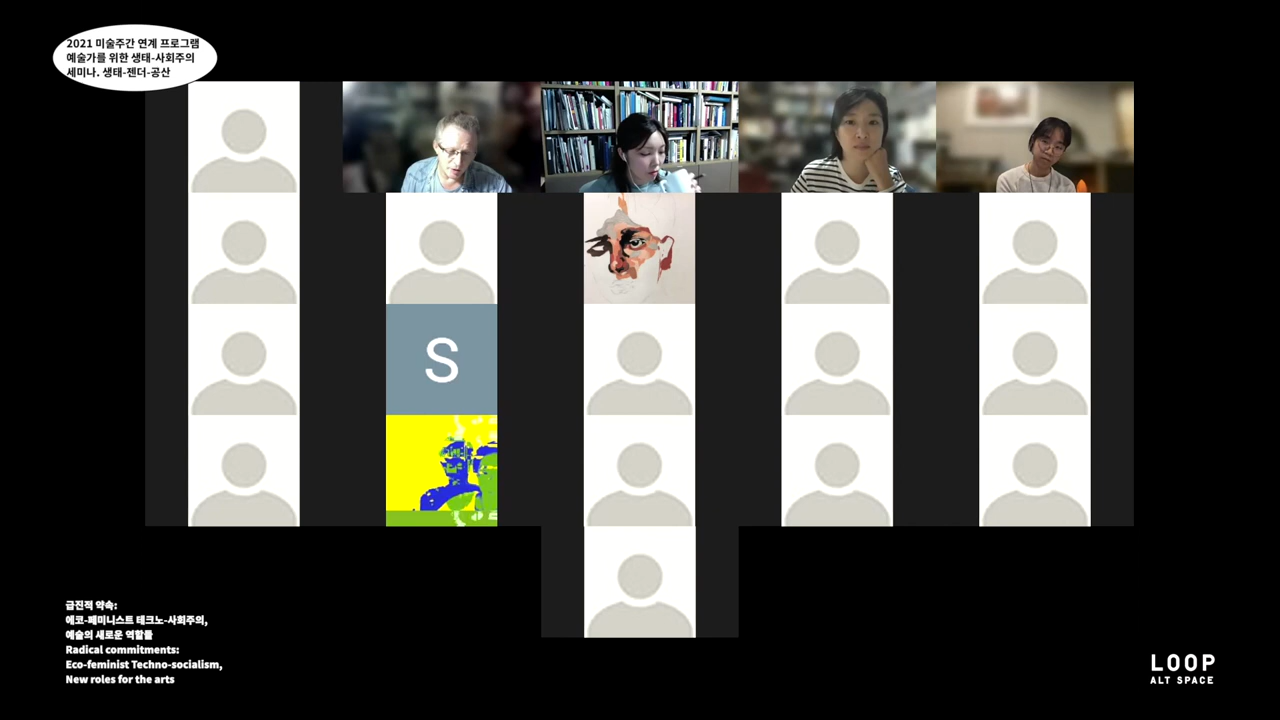 2021 미술주간 연계 프로그램
예술가를 위한 생태-사회주의
세미나. 생태-젠더-공산
S
급진적 약속:
에코-페미니스트 테크노-사회주의,
예술의 새로운 역할들
Radical commitments:
Eco-feminist Techno-socialism,
New roles for the arts
LOOP
ALT SPACE